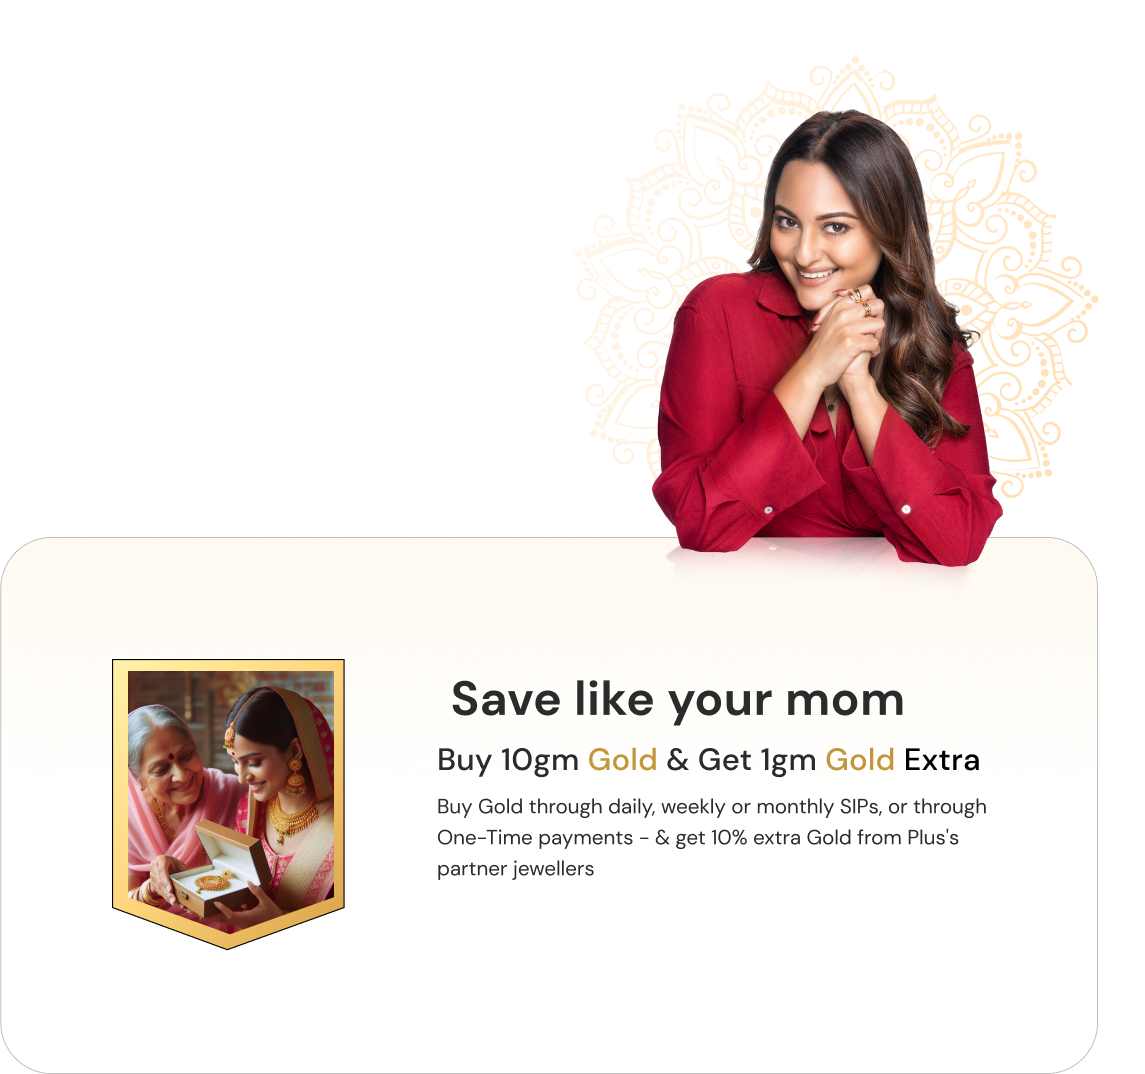 Save like your mom
Buy 10gm Gold & Get 1gm Gold Extra
Buy Gold through daily, weekly or monthly SIPs, or through
One-Time payments - & get 10% extra Gold from Plus's
partner jewellers